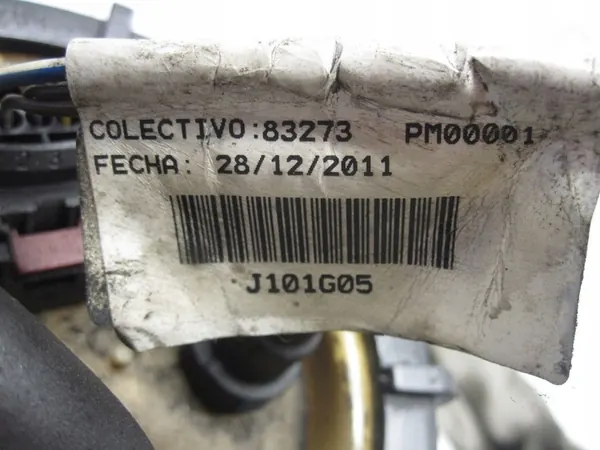 COLECTIVO:83273 PM00001
FECHA: 28/12/2011
J101G05